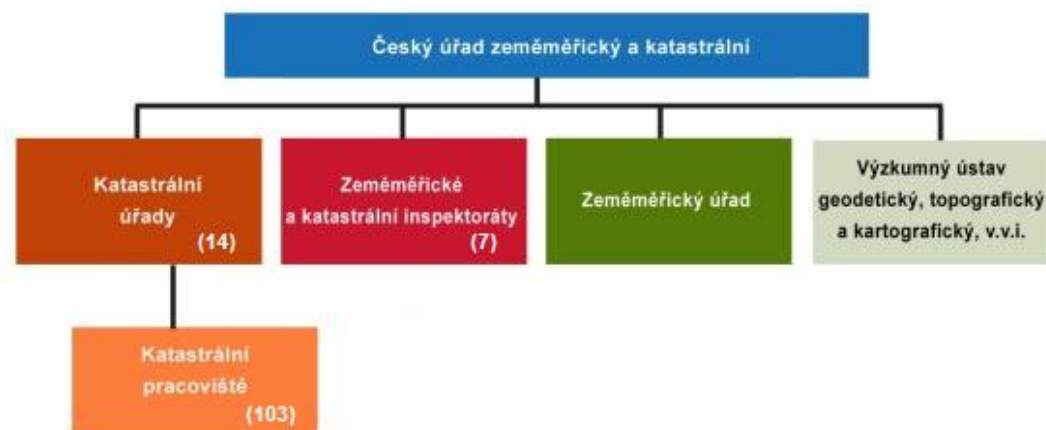 Český úřad zeměměřický a katastrální
Katastrální
úřady
(14)
Zeměměřické
a katastrální inspektoráty
(7)
Zeměměřický úřad
Výzkumný ústav
geodetický, topografický
a kartografický, v.v.i.
Katastrální
pracoviště
(103)